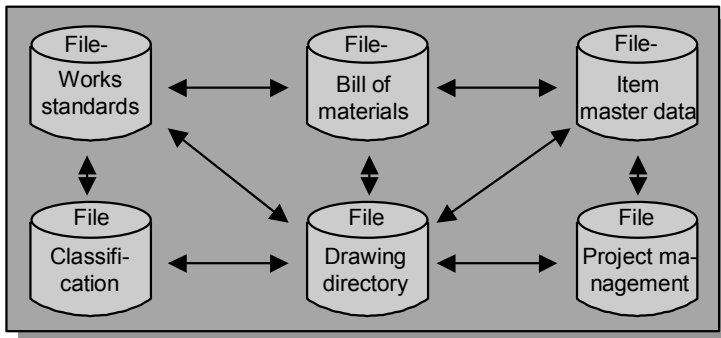 File-
Works
standards
File-
Bill of
materials
File-
Item
master data
File
Classifi-
cation
File
Drawing
directory
File
Project ma-
nagement